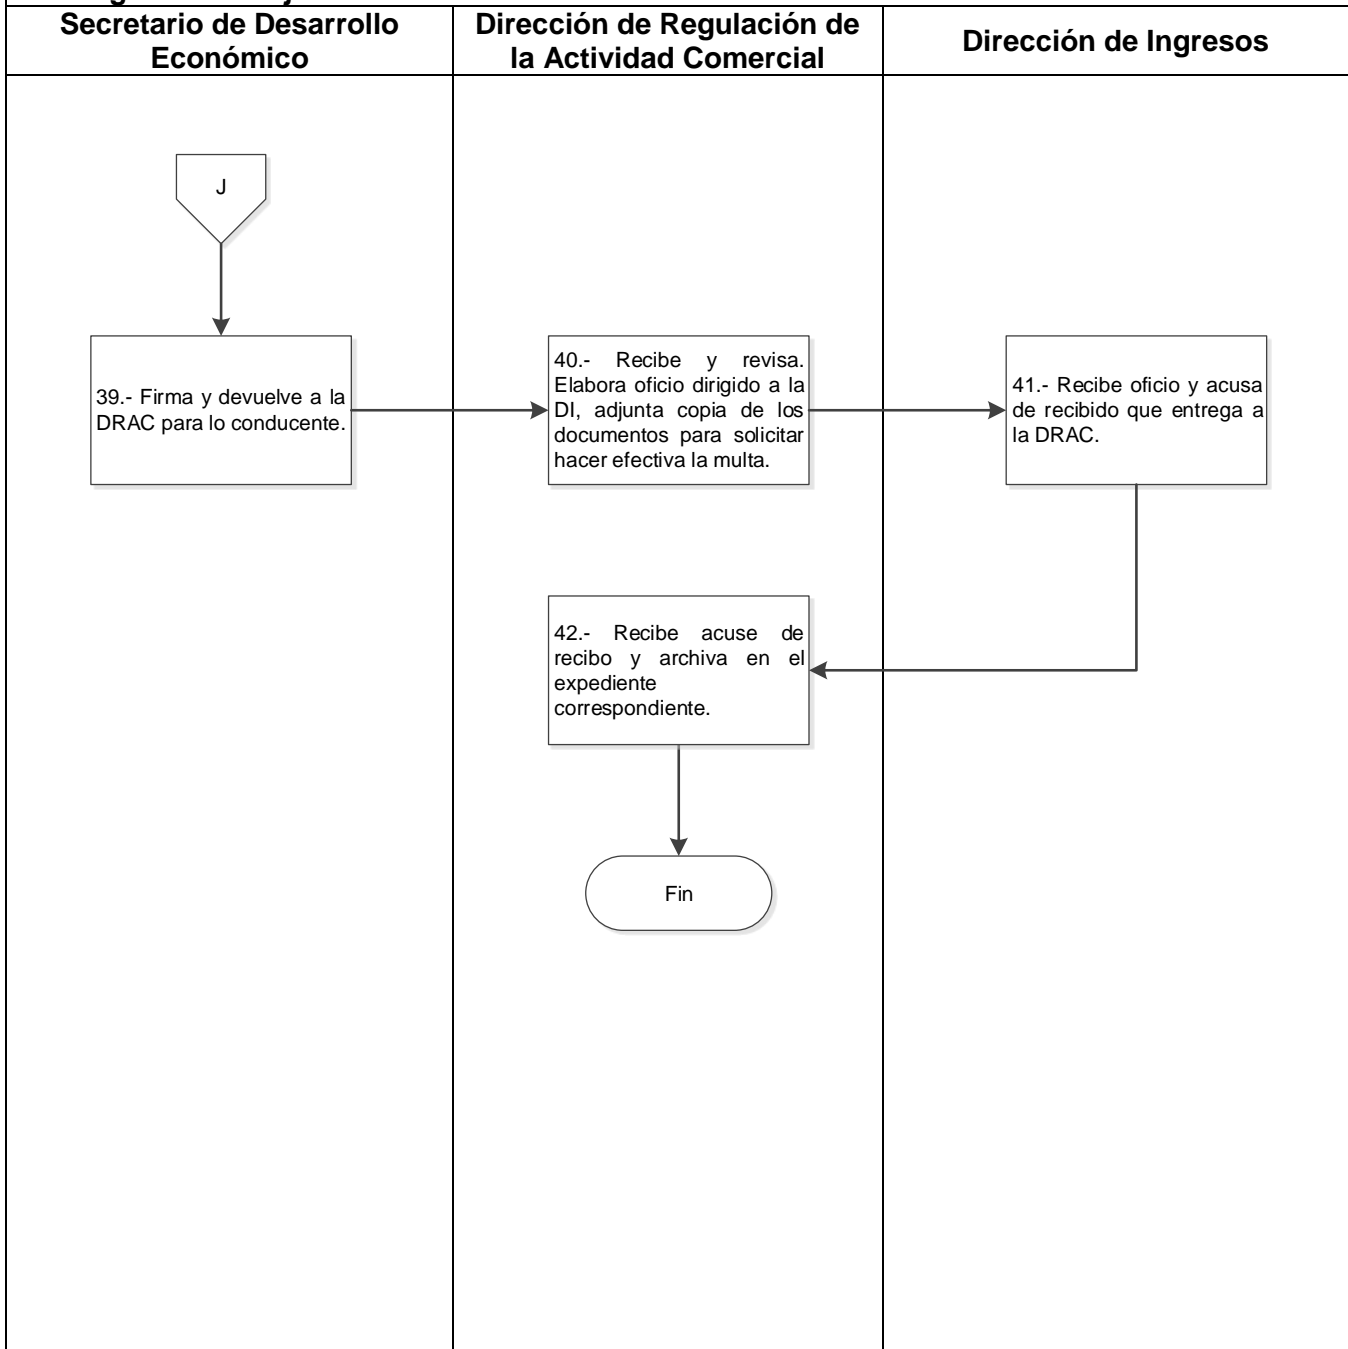 Secretario de Desarrollo
Económico
Dirección de Regulación de
la Actividad Comercial
Dirección de Ingresos
J
39.- Firma y devuelve a la
DRAC para lo conducente.
40.- Recibe y revisa.
Elabora oficio dirigido a la
DI, adjunta copia de los
documentos para solicitar
hacer efectiva la multa.
41.- Recibe oficio y acusa
de recibido que entrega a
la DRAC.
42.- Recibe acuse de
recibo y archiva en el
expediente
correspondiente.
Fin